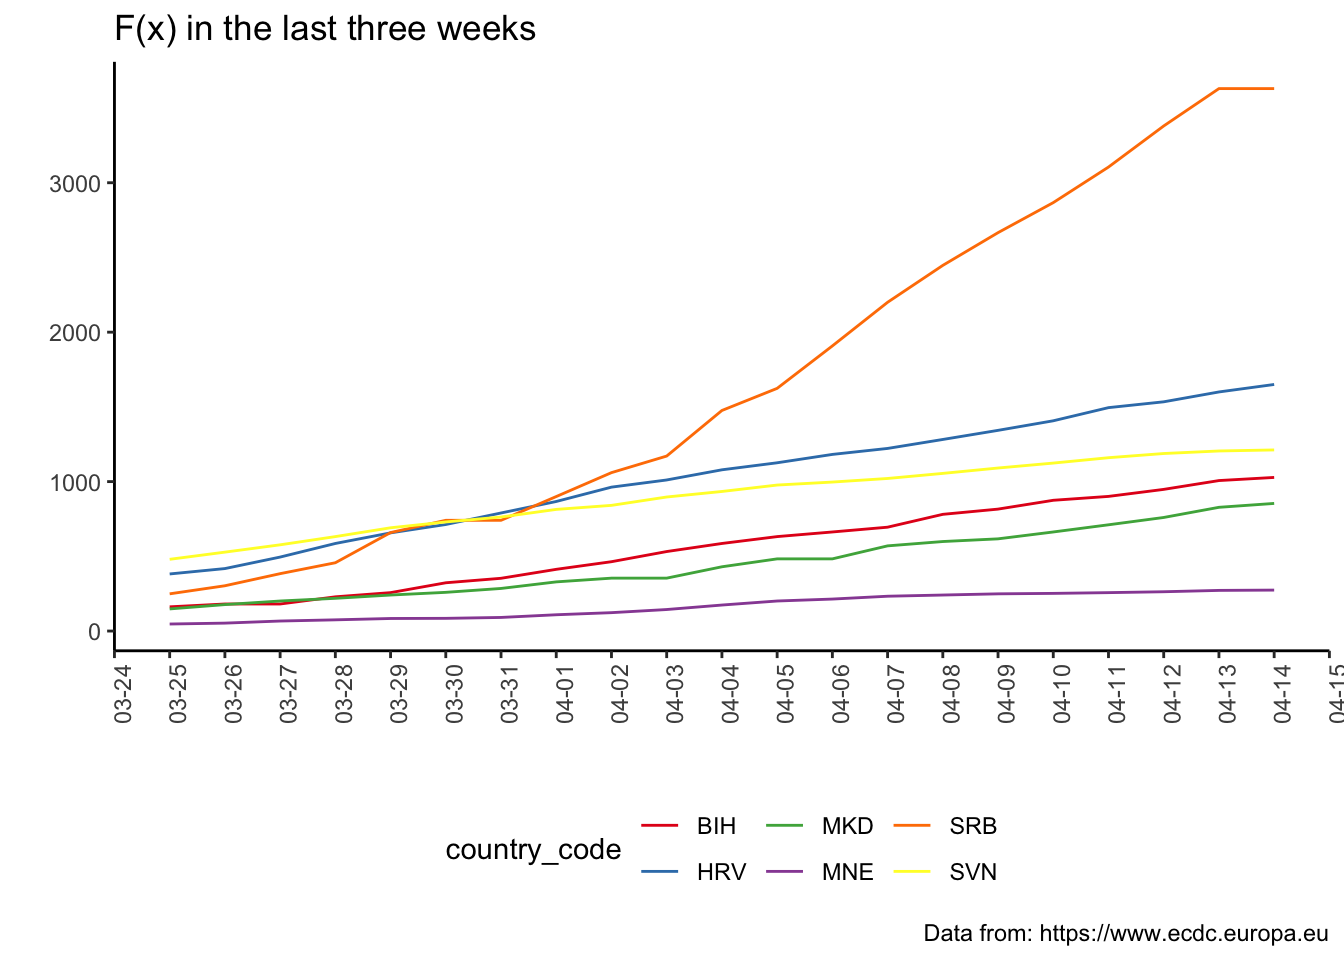 F(x) in the last three weeks
3000
2000
1000
0
03-24 03-25 03-26 03-27 03-28 03-29 03-30 03-31 04-01 04-02 04-03 04-04 04-05 04-06 04-07 04-08 04-09 04-10 04-11 04-12 04-13 04-14 04-15
country_code
BIH MKD SRB
HRV MNE SVN
Data from: https://www.ecdc.europa.eu